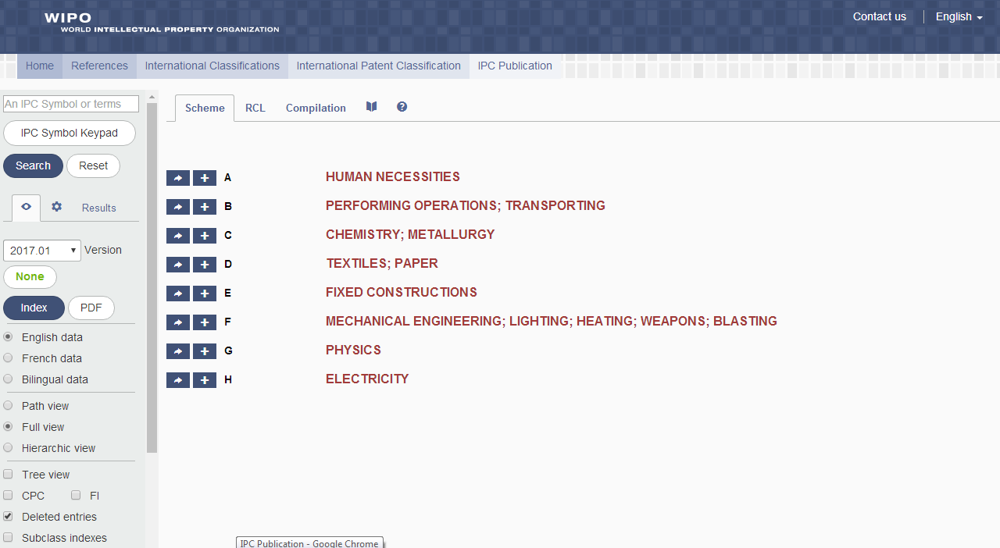 WIPO
WORLD INTELLECTUAL PROPERTY ORGANIZATION
Contact us
English
Home
References
International Classifications
International Patent Classification
IPC Publication
An IPC Symbol or terms
IPC Symbol Keypad
Search
Reset
Results
2017.01
Version
None
Index
PDF
English data
French data
Bilingual data
Path view
Full view
Hierarchic view
Tree view
CPC
FI
Deleted entries
Subclass indexes
Scheme
RCL
Compilation
A HUMAN NECESSITIES
B PERFORMING OPERATIONS; TRANSPORTING
C CHEMISTRY; METALLURGY
D TEXTILES; PAPER
E FIXED CONSTRUCTIONS
F MECHANICAL ENGINEERING; LIGHTING; HEATING; WEAPONS; BLASTING
G PHYSICS
H ELECTRICITY
IPC Publication - Google Chrome